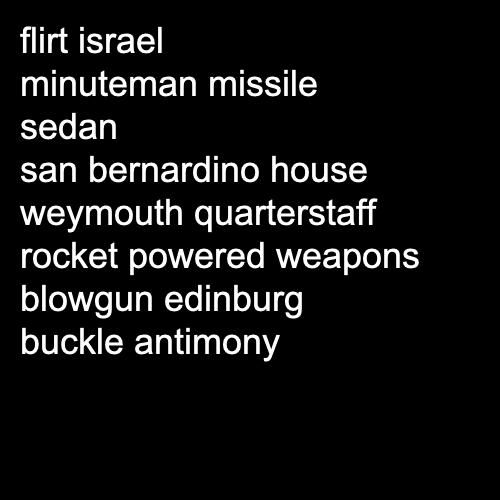 flirt israel
minuteman missile
sedan
san bernardino house
weymouth quarterstaff
rocket powered weapons
blowgun edinburg
buckle antimony